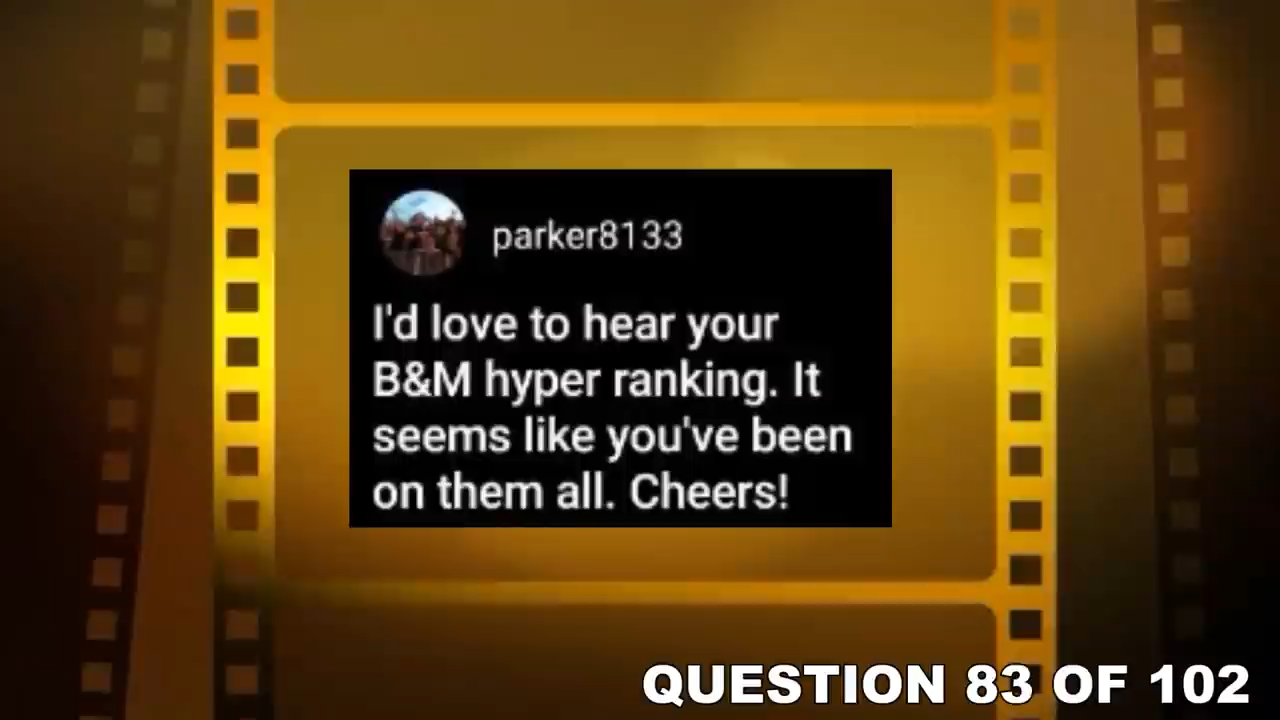 parker8133
I'd love to hear your
B&M hyper ranking. It
seems like you've been
on them all. Cheers!
QUESTION 83 OF 102